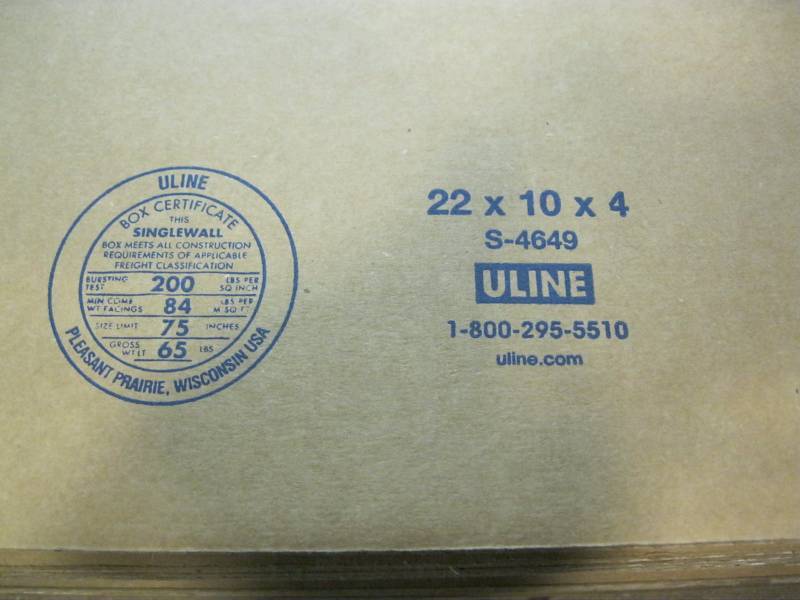 ULINE
BOX CERTIFICATE
THIS
SINGLEWALL
BOX MEETS ALL CONSTRUCTION
REQUIREMENTS OF APPLICABLE
FREIGHT CLASSIFICATION
BURSTING TEST 200 LBS PER SQ INCH
MIN COMB WT FACINGS 84 LBS PER M SQ FT
SIZE LIMIT 75 INCHES
GROSS WT LT 65 LBS
PLEASANT PRAIRIE, WISCONSIN USA
22 x 10 x 4
S-4649
ULINE
1-800-295-5510
uline.com